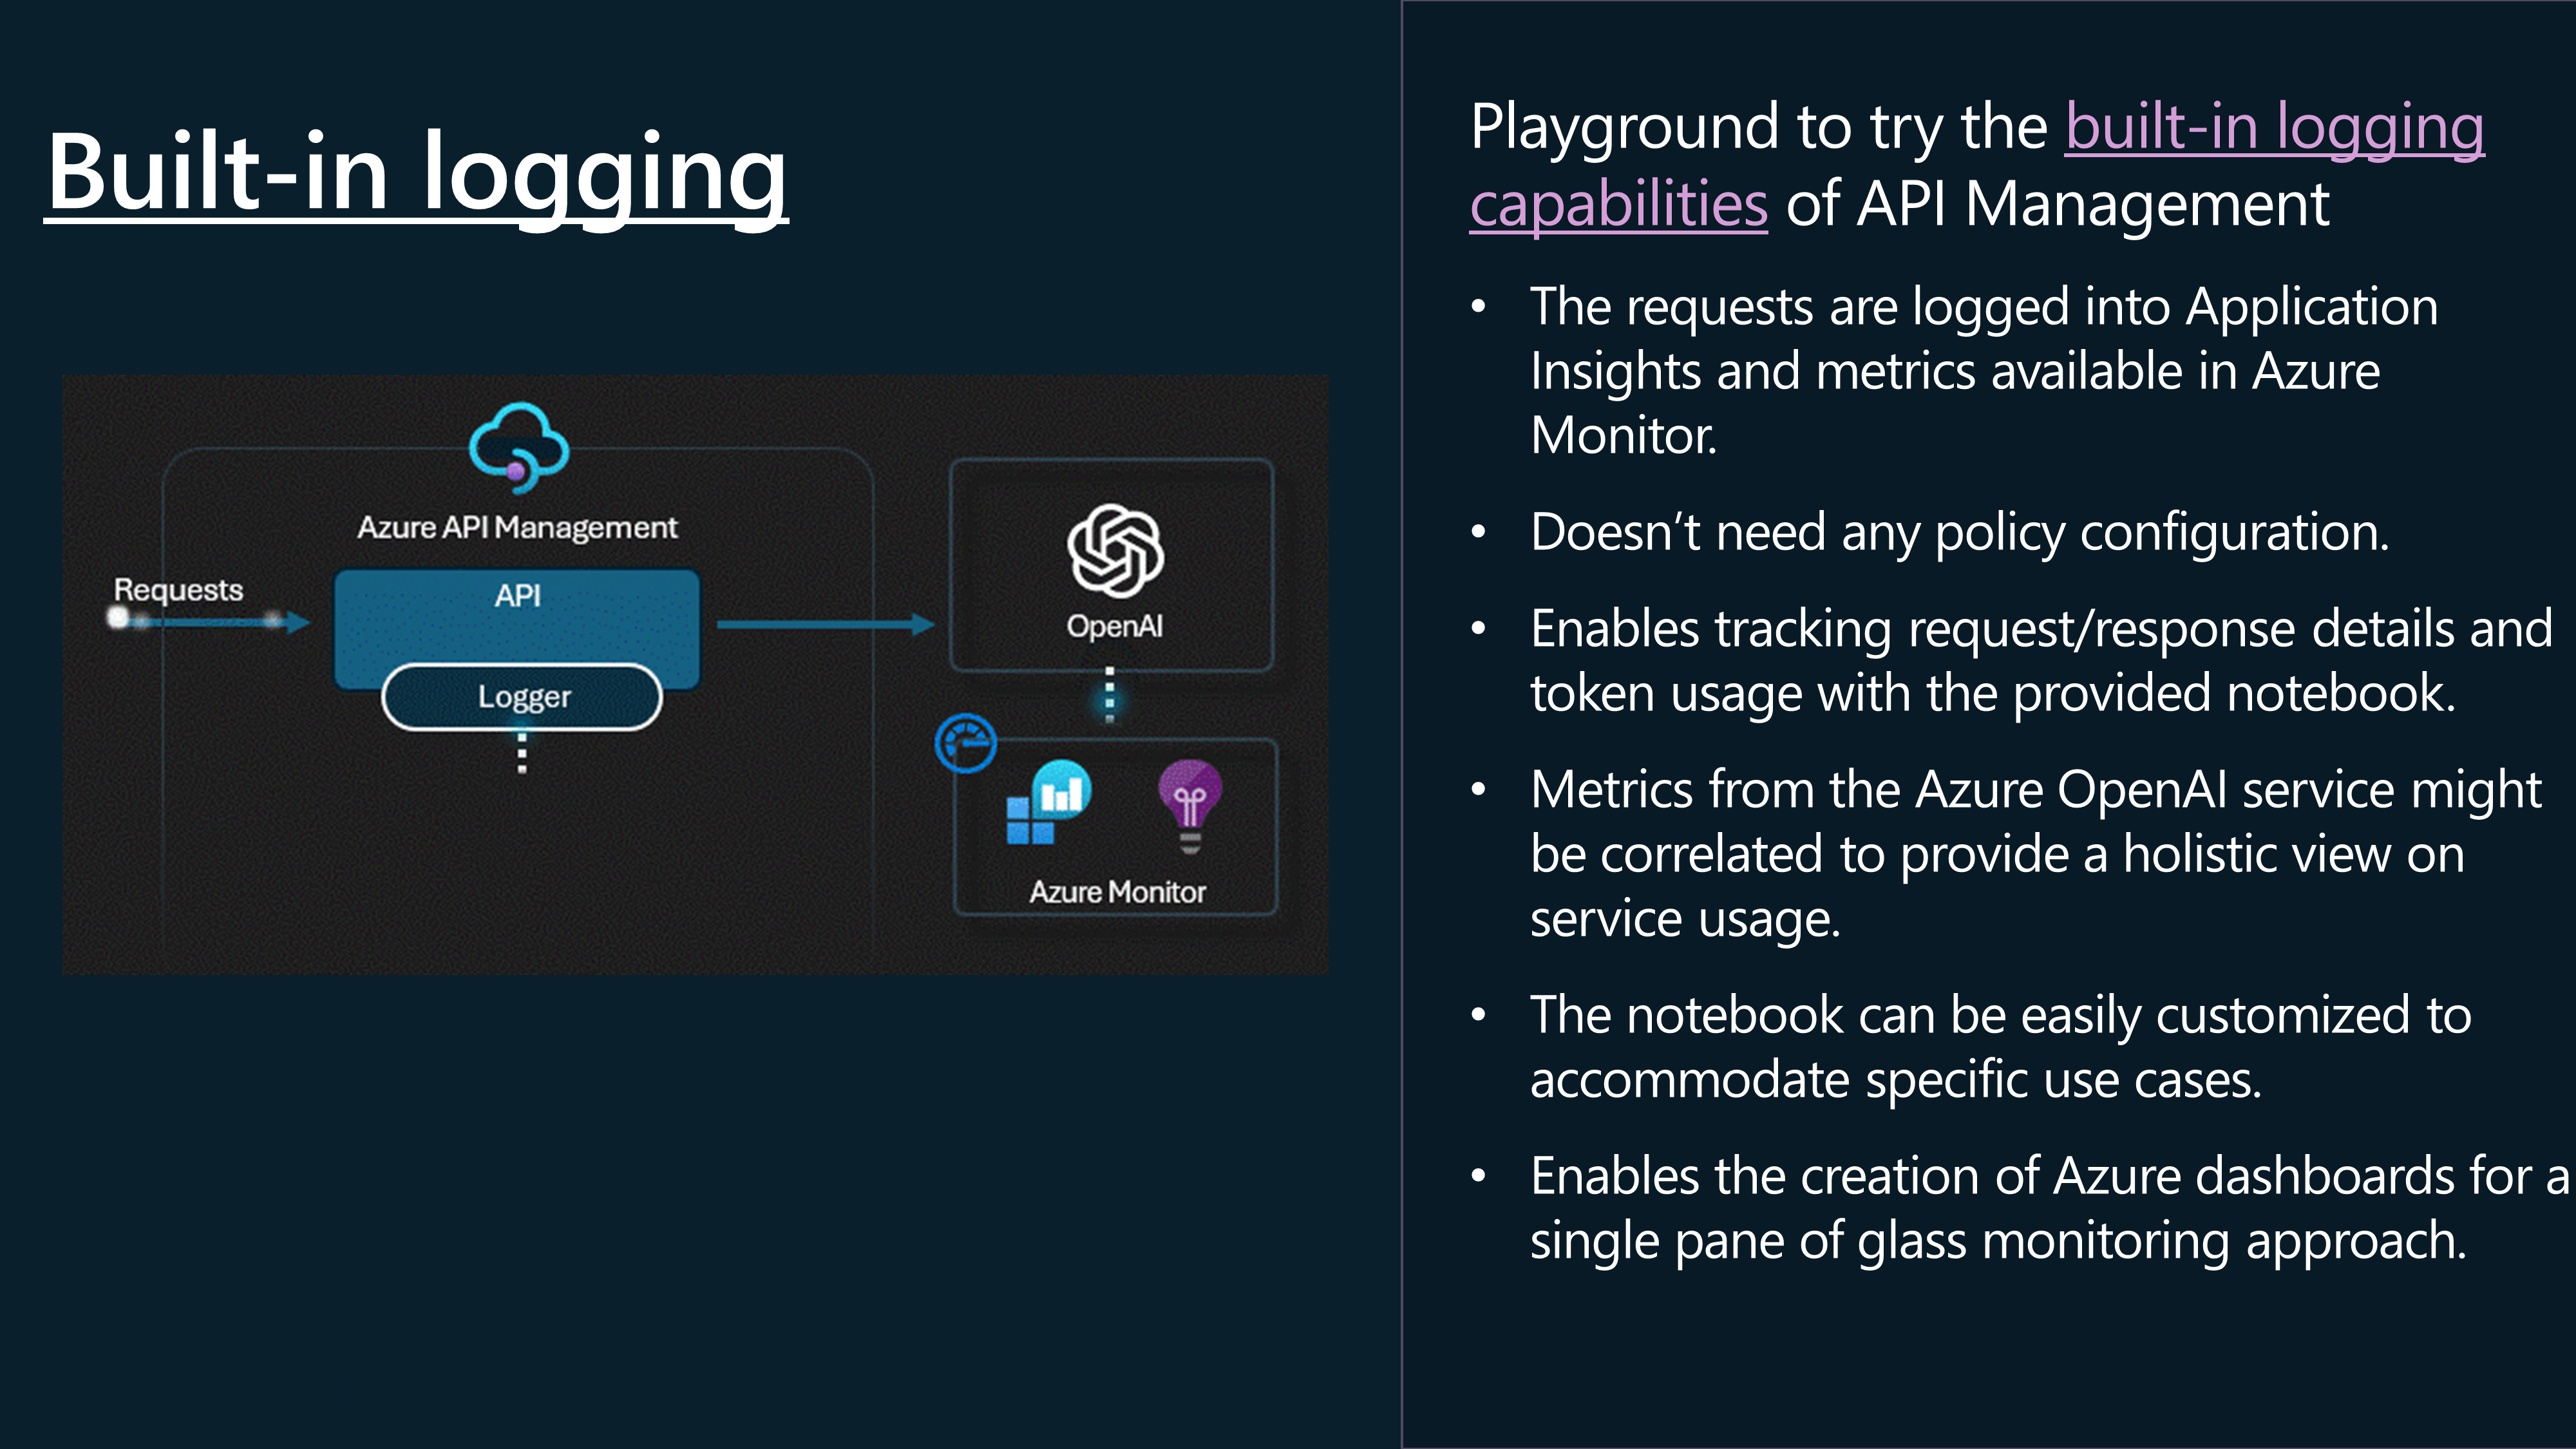 Built-in logging
Azure API Management
Requests
API
Logger
OpenAI
Azure Monitor
Playground to try the built-in logging
capabilities of API Management
• The requests are logged into Application
Insights and metrics available in Azure
Monitor.
• Doesn’t need any policy configuration.
• Enables tracking request/response details and
token usage with the provided notebook.
• Metrics from the Azure OpenAI service might
be correlated to provide a holistic view on
service usage.
• The notebook can be easily customized to
accommodate specific use cases.
• Enables the creation of Azure dashboards for a
single pane of glass monitoring approach.